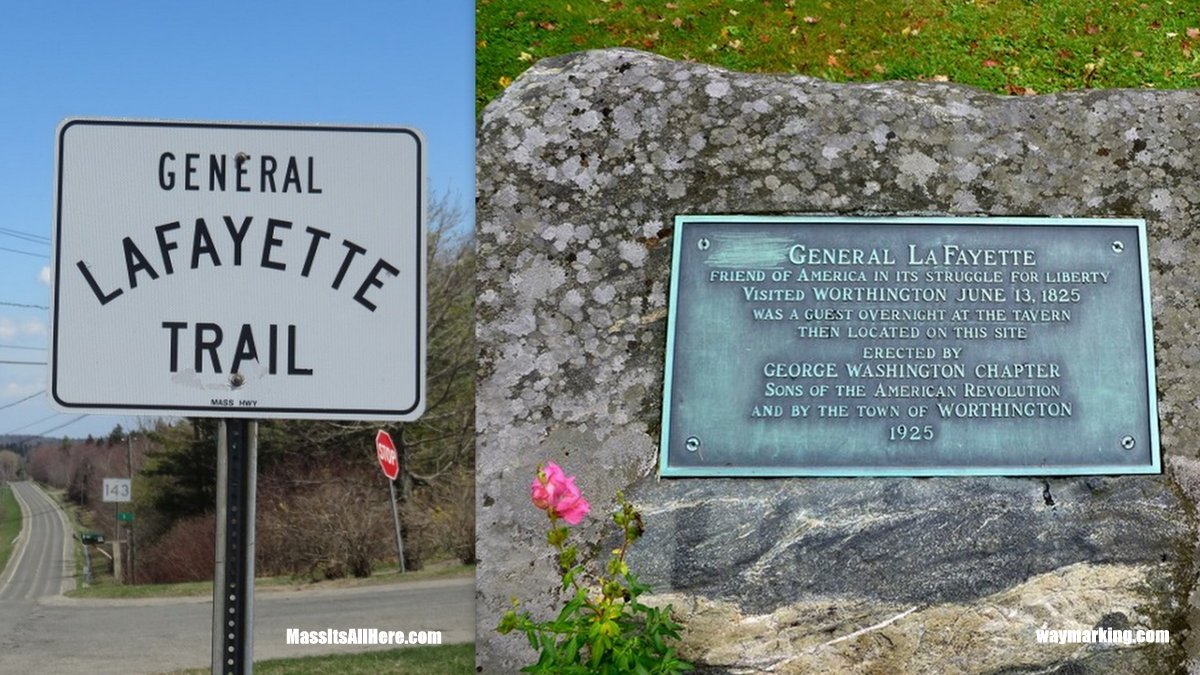 GENERAL
LAFAYETTE
TRAIL
MASS HWY
STOP
143
MassItsAllHere.com
GENERAL LAFAYETTE
FRIEND OF AMERICA IN ITS STRUGGLE FOR LIBERTY
VISITED WORTHINGTON JUNE 13, 1825
WAS A GUEST OVERNIGHT AT THE TAVERN
THEN LOCATED ON THIS SITE
ERECTED BY
GEORGE WASHINGTON CHAPTER
SONS OF THE AMERICAN REVOLUTION
AND BY THE TOWN OF WORTHINGTON
1925
waymarking.com